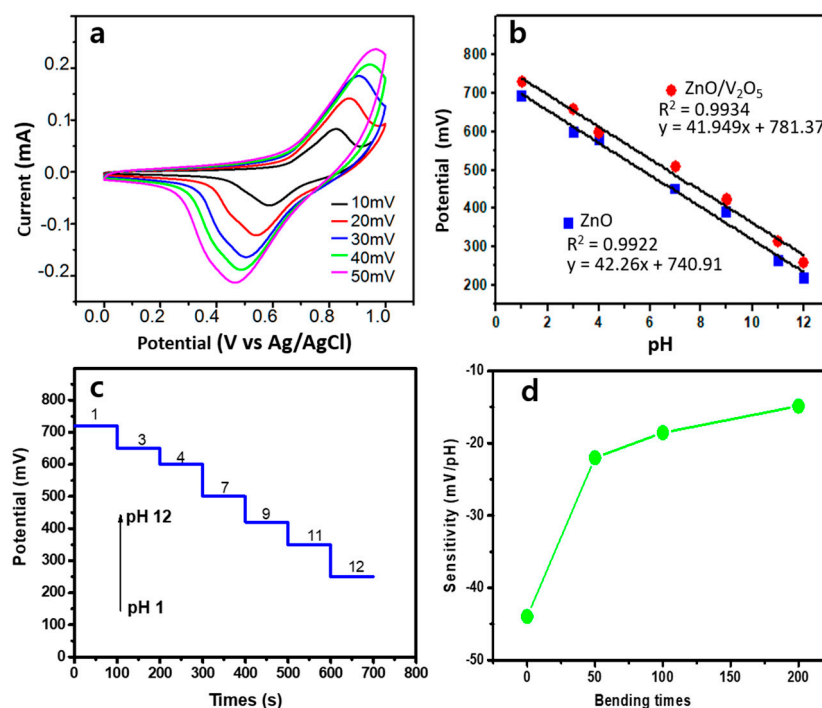 a
0.2
0.1
0.0
-0.1
-0.2
Current (mA)
10mV
20mV
30mV
40mV
50mV
0.0 0.2 0.4 0.6 0.8 1.0
Potential (V vs Ag/AgCl)
b
800
700
600
500
400
300
200
Potential (mV)
ZnO/V₂O₅
R² = 0.9934
y = 41.949x + 781.37
ZnO
R² = 0.9922
y = 42.26x + 740.91
0 2 4 6 8 10 12
pH
c
800
700
600
500
400
300
200
100
0
Potential (mV)
1
3
4
7
9
11
12
pH 12
pH 1
0 100 200 300 400 500 600 700 800
Times (s)
d
-10
-20
-30
-40
-50
Sensitivity (mV/pH)
0 50 100 150 200
Bending times